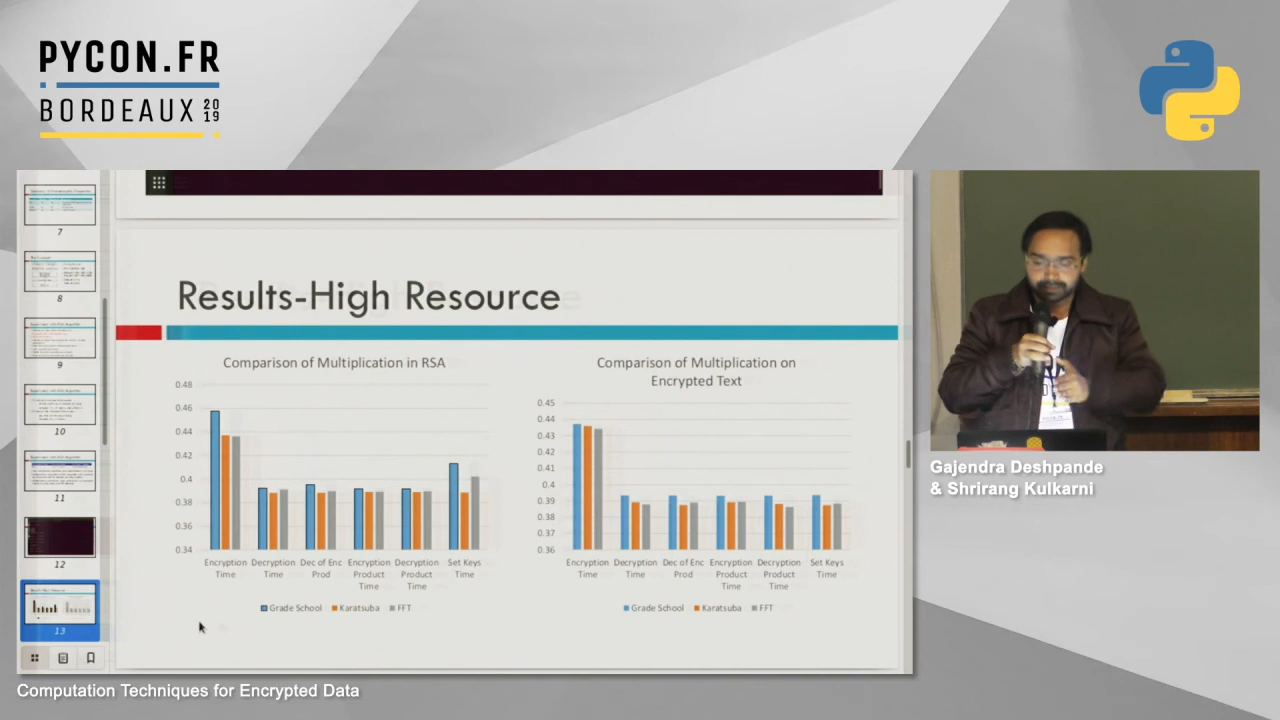 PYCON.FR
BORDEAUX 20 19
Results-High Resource
Comparison of Multiplication in RSA
0.48
0.46
0.44
0.42
0.4
0.38
0.36
0.34
Encryption Time
Decryption Time
Dec of Enc Prod
Encryption Product Time
Decryption Product Time
Set Keys Time
Grade School Karatsuba FFT
Comparison of Multiplication on
Encrypted Text
0.45
0.44
0.43
0.42
0.41
0.4
0.39
0.38
0.37
0.36
Encryption Time
Decryption Time
Dec of Enc Prod
Encryption Product Time
Decryption Product Time
Set Keys Time
Grade School Karatsuba FFT
7
8
9
10
11
12
13
Gajendra Deshpande
& Shrirang Kulkarni
Computation Techniques for Encrypted Data